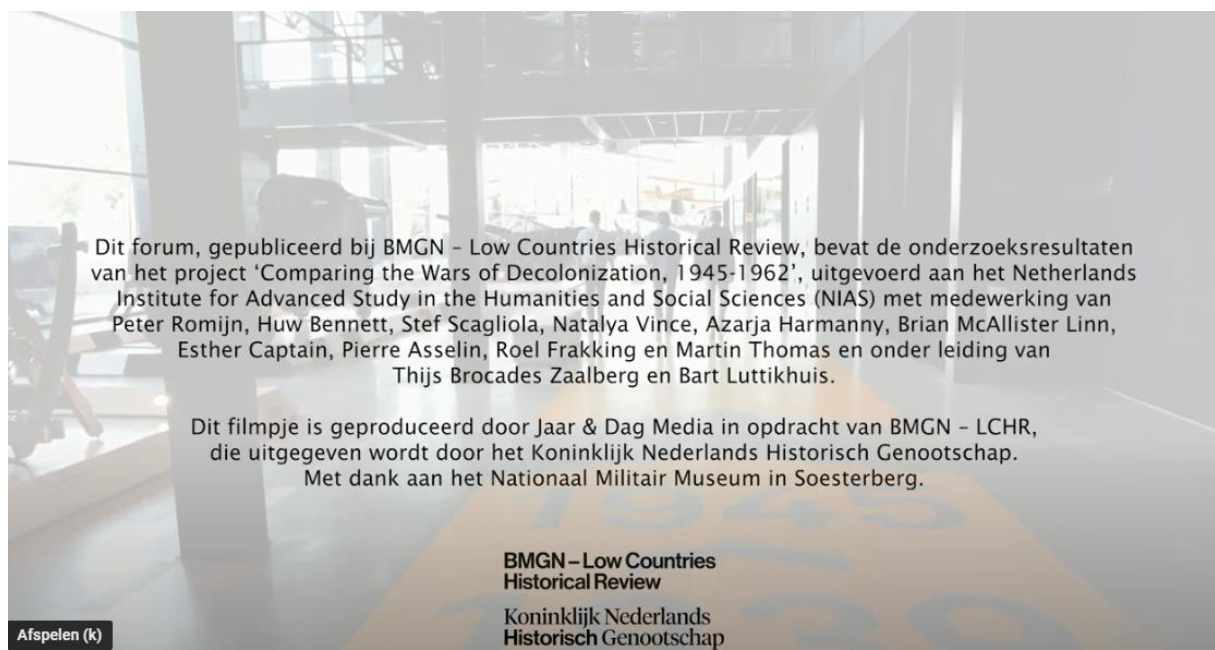 Dit forum, gepubliceerd bij BMGN – Low Countries Historical Review, bevat de onderzoeksresultaten
van het project ‘Comparing the Wars of Decolonization, 1945-1962’, uitgevoerd aan het Netherlands
Institute for Advanced Study in the Humanities and Social Sciences (NIAS) met medewerking van
Peter Romijn, Huw Bennett, Stef Scagliola, Natalya Vince, Azarja Harmanny, Brian McAllister Linn,
Esther Captain, Pierre Asselin, Roel Frakking en Martin Thomas en onder leiding van
Thijs Brocades Zaalberg en Bart Luttikhuis.
Dit filmpje is geproduceerd door Jaar & Dag Media in opdracht van BMGN – LCHR,
die uitgegeven wordt door het Koninklijk Nederlands Historisch Genootschap.
Met dank aan het Nationaal Militair Museum in Soesterberg.
1945
1939
BMGN – Low Countries
Historical Review
Koninklijk Nederlands
Historisch Genootschap
Afspelen (k)